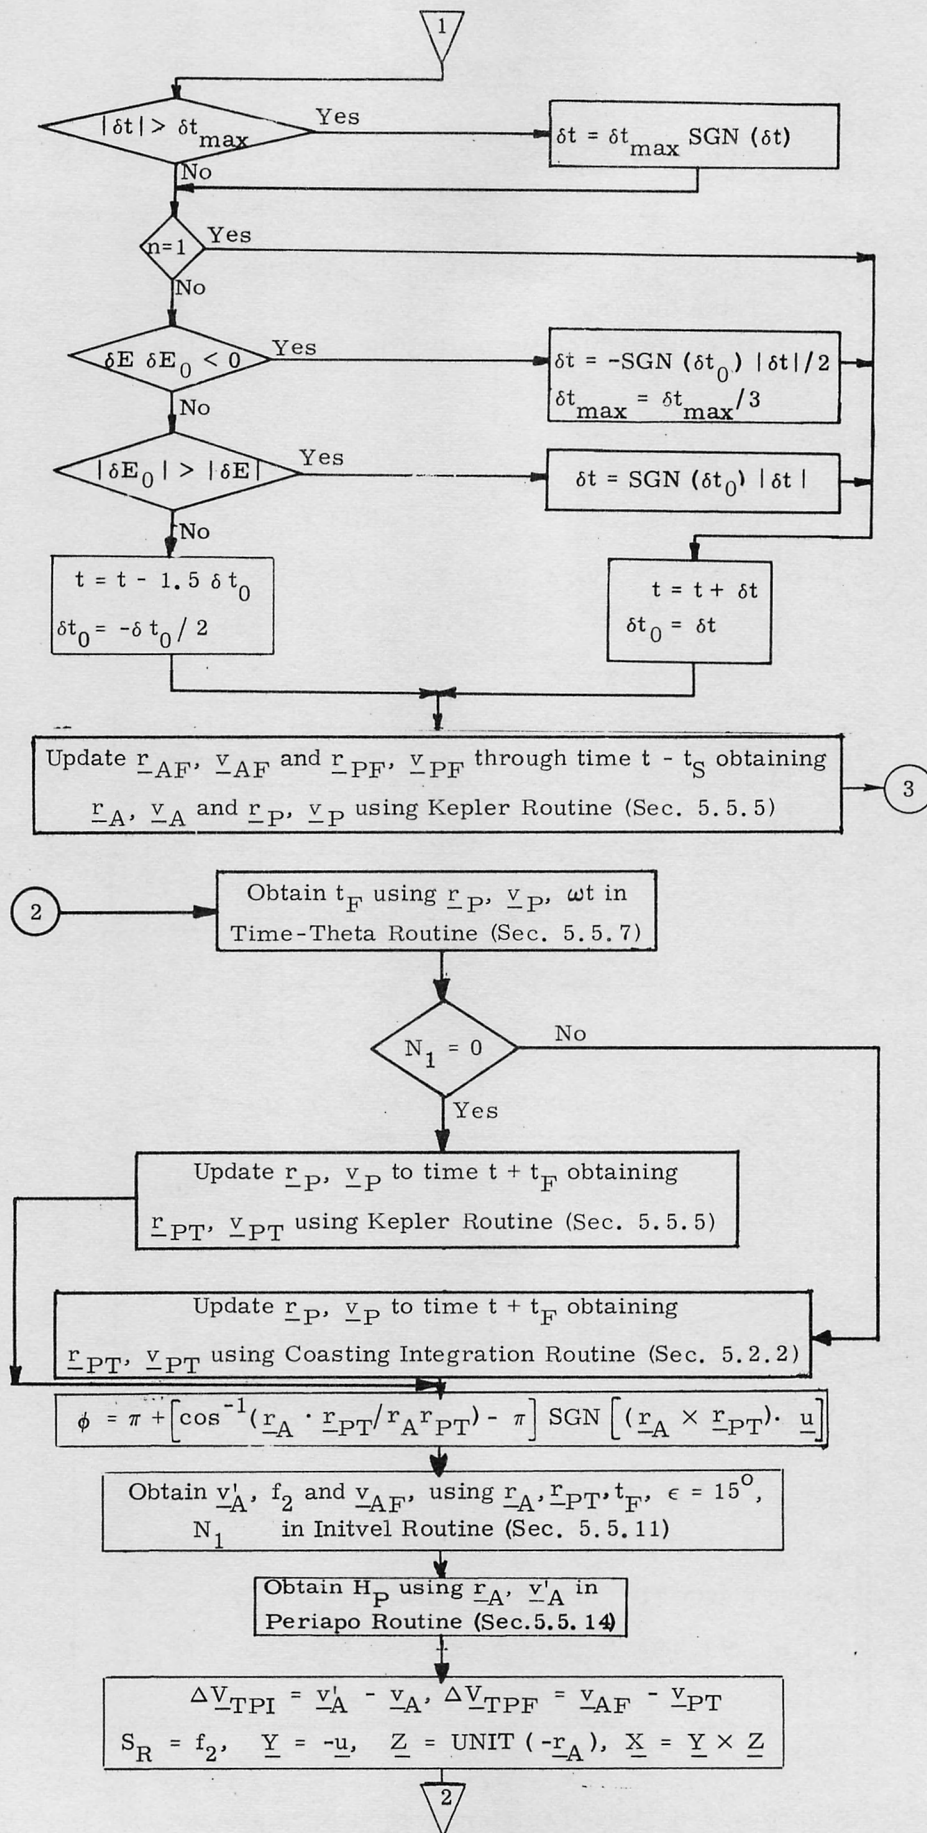 1
|δt| > δt_max
Yes
δt = δt_max SGN (δt)
No
n=1
Yes
No
δE δE_0 < 0
Yes
δt = -SGN (δt_0) |δt|/2
δt_max = δt_max/3
No
|δE_0| > |δE|
Yes
δt = SGN (δt_0) |δt|
No
t = t - 1.5 δt_0
δt_0 = -δt_0/2
t = t + δt
δt_0 = δt
Update r_AF, v_AF and r_PF, v_PF through time t - t_S obtaining
r_A, v_A and r_P, v_P using Kepler Routine (Sec. 5.5.5)
3
2
Obtain t_F using r_P, v_P, ωt in
Time-Theta Routine (Sec. 5.5.7)
N_1 = 0
No
Yes
Update r_P, v_P to time t + t_F obtaining
r_PT, v_PT using Kepler Routine (Sec. 5.5.5)
Update r_P, v_P to time t + t_F obtaining
r_PT, v_PT using Coasting Integration Routine (Sec. 5.2.2)
φ = π + [cos^-1(r_A · r_PT/r_A r_PT) - π] SGN [(r_A × r_PT) · u]
Obtain v'_A, f_2 and v_AF, using r_A, r_PT, t_F, ε = 15°,
N_1 in Initvel Routine (Sec. 5.5.11)
Obtain H_P using r_A, v'_A in
Periapo Routine (Sec.5.5.14)
ΔV_TPI = v'_A - v_A, ΔV_TPF = v_AF - v_PT
S_R = f_2, Y = -u, Z = UNIT (-r_A), X = Y × Z
2